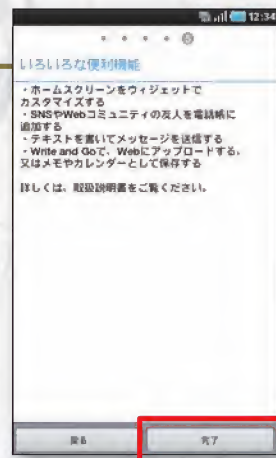 12:34
いろいろな便利機能
・ホームスクリーンをウィジェットで
カスタマイズする
・SNSやWebコミュニティの友人を電話帳に
追加する
・テキストを書いてメッセージを送信する
・Write and Goで、Webにアップロードする、
又はメモやカレンダーとして保存する
詳しくは、取扱説明書をご覧ください。
戻る
完了